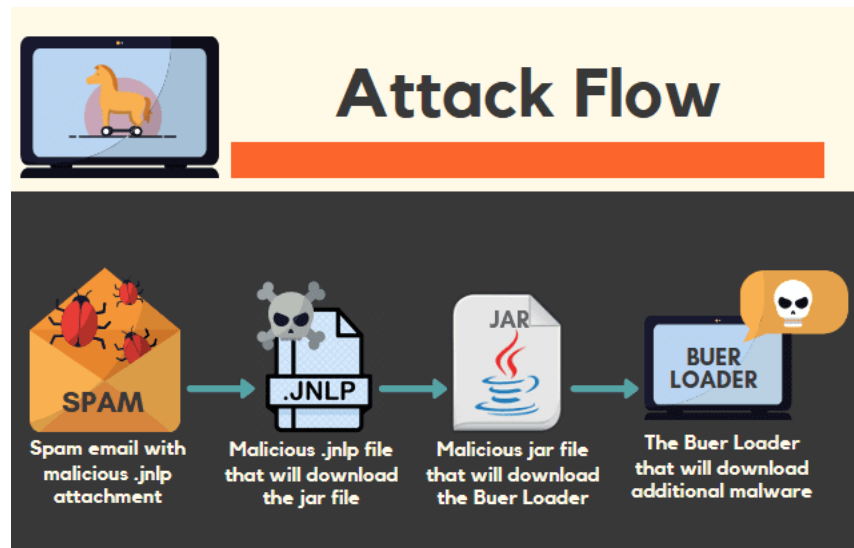 Attack Flow
SPAM
Spam email with
malicious .jnlp
attachment
.JNLP
Malicious .jnlp file
that will download
the jar file
JAR
Malicious jar file
that will download
the Buer Loader
BUER
LOADER
The Buer Loader
that will download
additional malware